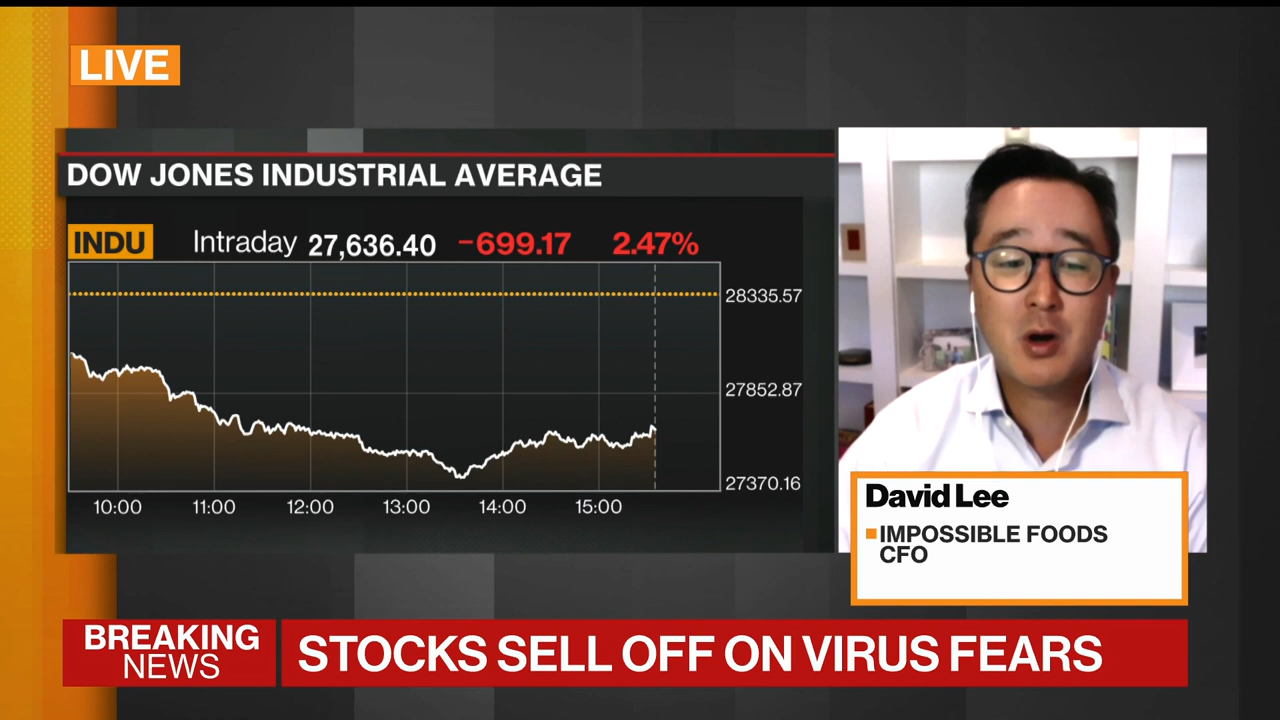 LIVE
DOW JONES INDUSTRIAL AVERAGE
INDU Intraday 27,636.40 -699.17 2.47%
28335.57
27852.87
27370.16
10:00 11:00 12:00 13:00 14:00 15:00
David Lee
IMPOSSIBLE FOODS
CFO
BREAKING
NEWS
STOCKS SELL OFF ON VIRUS FEARS